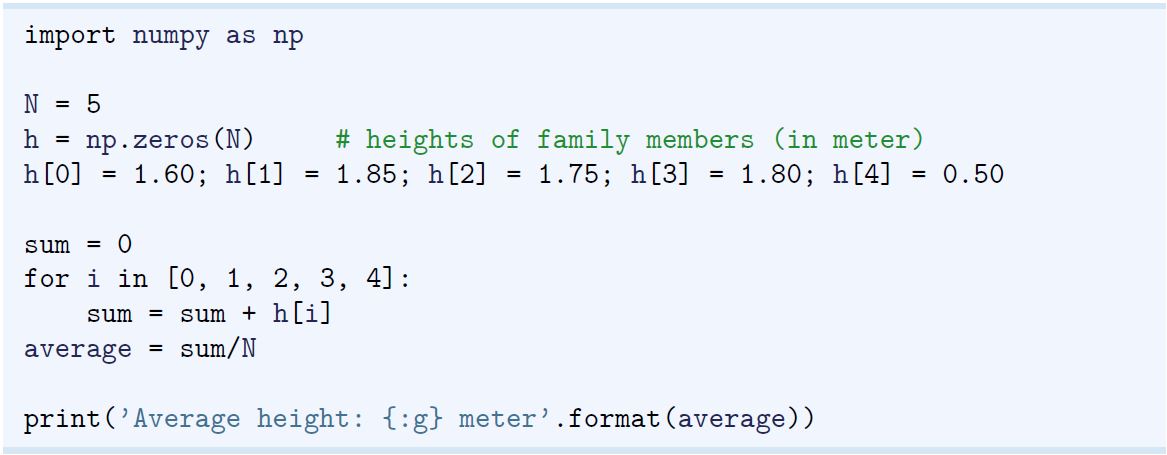 import numpy as np
N = 5
h = np.zeros(N)     # heights of family members (in meter)
h[0] = 1.60; h[1] = 1.85; h[2] = 1.75; h[3] = 1.80; h[4] = 0.50
sum = 0
for i in [0, 1, 2, 3, 4]:
    sum = sum + h[i]
average = sum/N
print(’Average height: {:g} meter’.format(average))